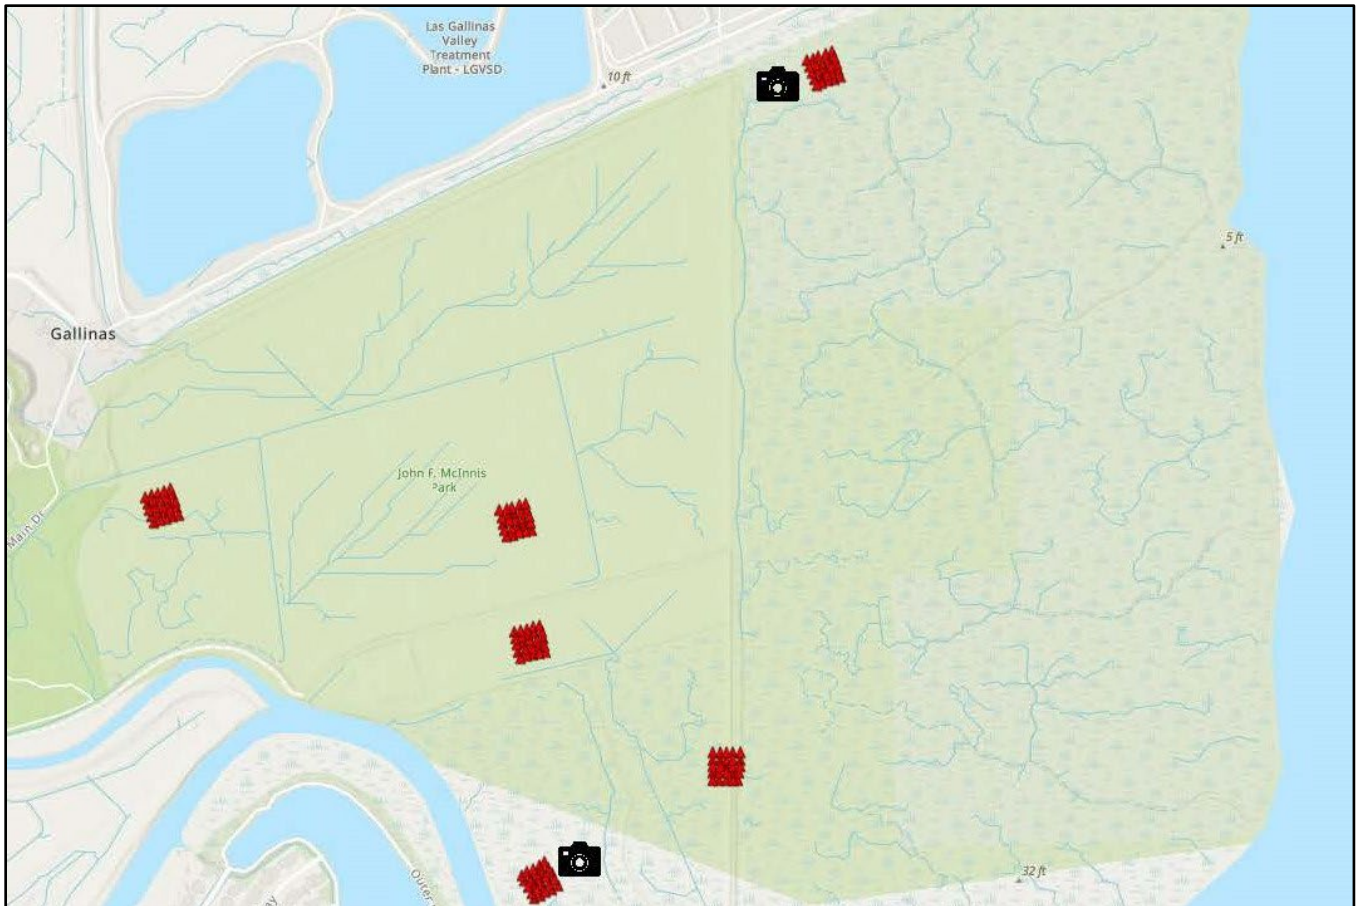 Las Gallinas
Valley
Treatment
Plant - LGVSD
10 ft
5 ft
Gallinas
John F. McInnis
Park
Main Dr
32 ft